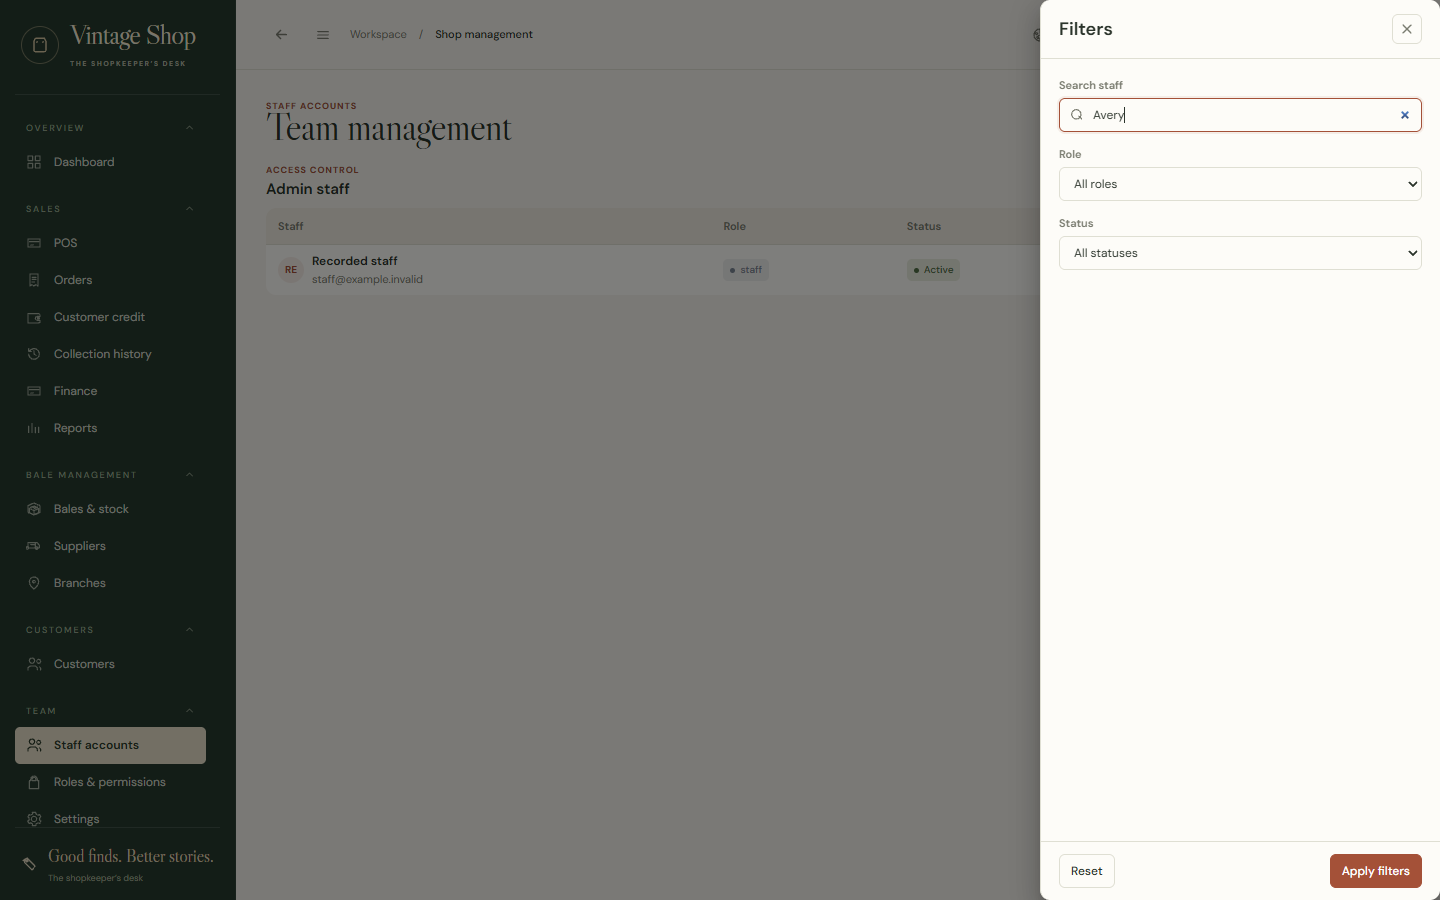 Vintage Shop
THE SHOPKEEPER'S DESK
OVERVIEW
Dashboard
SALES
POS
Orders
Customer credit
Collection history
Finance
Reports
BALE MANAGEMENT
Bales & stock
Suppliers
Branches
CUSTOMERS
Customers
TEAM
Staff accounts
Roles & permissions
Settings
Good finds. Better stories.
The shopkeeper's desk
Workspace / Shop management
STAFF ACCOUNTS
Team management
ACCESS CONTROL
Admin staff
Staff Role Status
RE Recorded staff staff Active
staff@example.invalid
Filters
Search staff
Avery
Role
All roles
Status
All statuses
Reset Apply filters